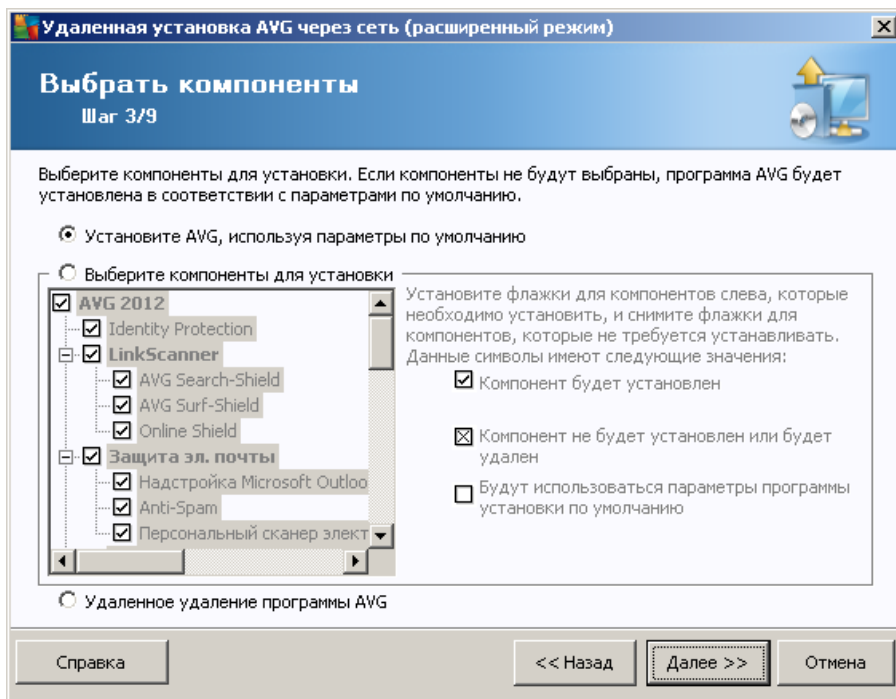 Удаленная установка AVG через сеть (расширенный режим)
Выбрать компоненты
Шаг 3/9
Выберите компоненты для установки. Если компоненты не будут выбраны, программа AVG будет
установлена в соответствии с параметрами по умолчанию.
Установите AVG, используя параметры по умолчанию
Выберите компоненты для установки
AVG 2012
Identity Protection
LinkScanner
AVG Search-Shield
AVG Surf-Shield
Online Shield
Защита эл. почты
Надстройка Microsoft Outloo
Anti-Spam
Персональный сканер элект
Установите флажки для компонентов слева, которые
необходимо установить, и снимите флажки для
компонентов, которые не требуется устанавливать.
Данные символы имеют следующие значения:
Компонент будет установлен
Компонент не будет установлен или будет
удален
Будут использоваться параметры программы
установки по умолчанию
Удаленное удаление программы AVG
Справка
<< Назад
Далее >>
Отмена